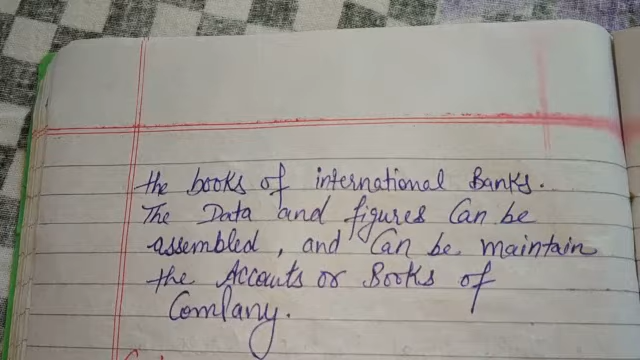 the books of international Banks.
The Data and figures Can be
assembled, and Can be maintain
the Accouts or Books of
Comlany.